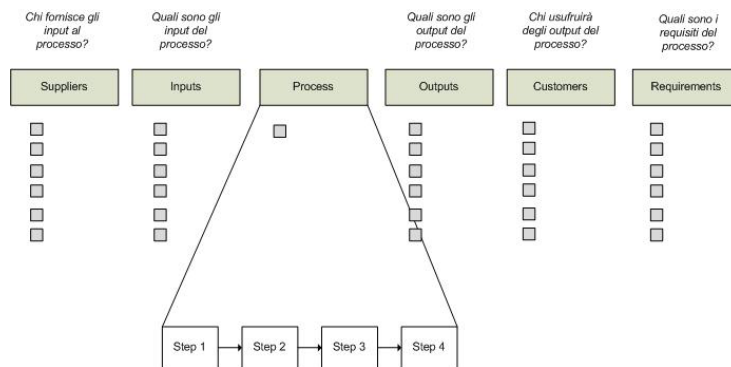 Chi fornisce gli
input al
processo?
Quali sono gli
input del
processo?
Quali sono gli
output del
processo?
Chi usufruirà
degli output del
processo?
Quali sono i
requisiti del
processo?
Suppliers
Inputs
Process
Outputs
Customers
Requirements
Step 1
Step 2
Step 3
Step 4